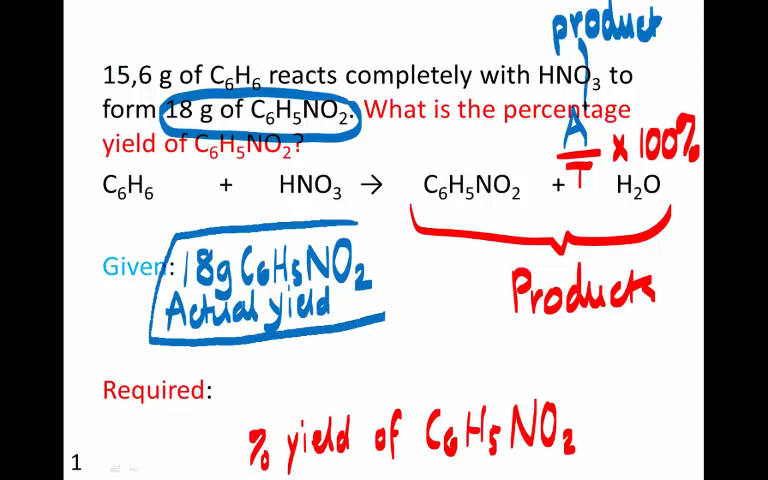 product
15,6 g of C₆H₆ reacts completely with HNO₃ to
form 18 g of C₆H₅NO₂. What is the percentage
yield of C₆H₅NO₂?
A/T × 100%
C₆H₆ + HNO₃ → C₆H₅NO₂ + H₂O
Given: 18g C6H5NO2
Actual yield
Products
Required:
% yield of C6H5NO2
1